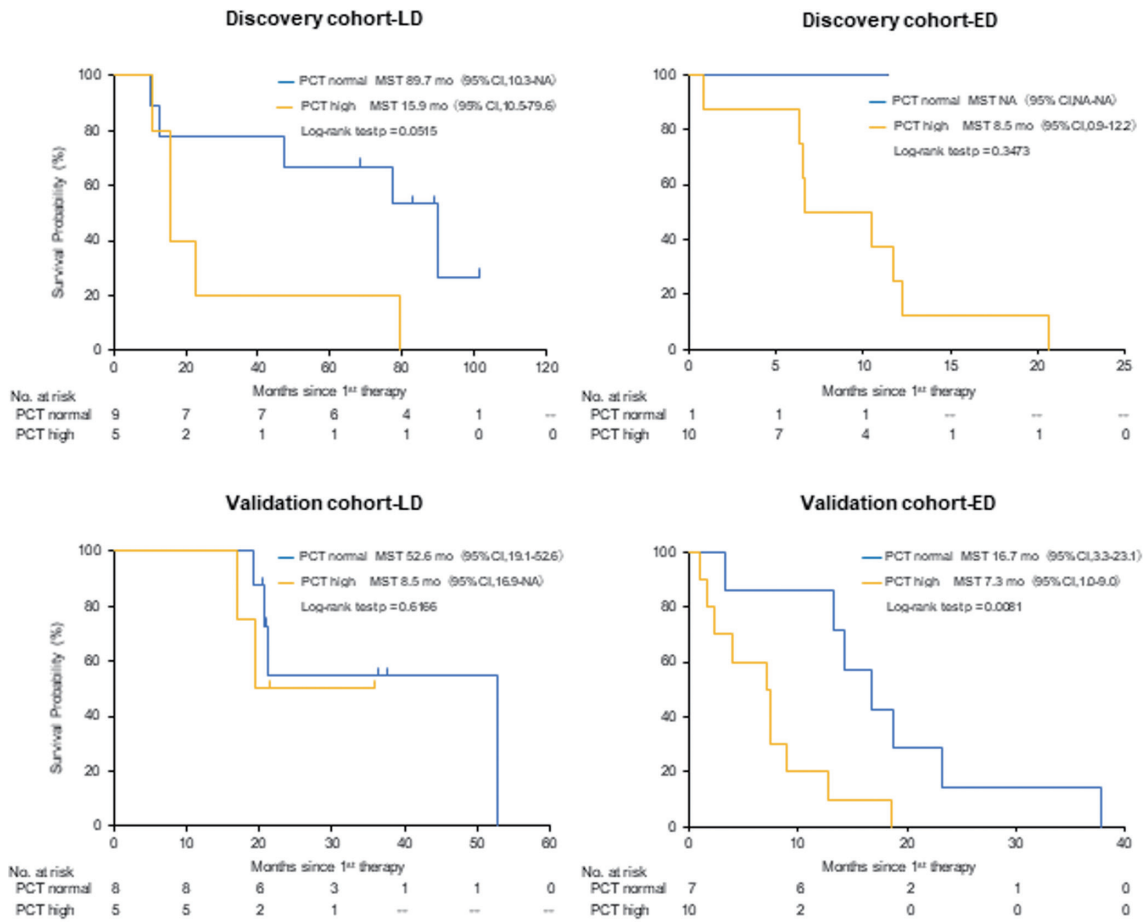 Discovery cohort-LD
PCT normal MST 89.7 mo (95%CI,10.3-NA)
PCT high MST 15.9 mo (95%CI,10.5-79.6)
Log-rank test p = 0.0515
Survival Probability (%)
100
80
60
40
20
0
0 20 40 60 80 100 120
Months since 1st therapy
No. at risk
PCT normal 9 7 7 6 4 1 --
PCT high 5 2 1 1 1 0 0
Discovery cohort-ED
PCT normal MST NA (95% CI,NA-NA)
PCT high MST 8.5 mo (95%CI,0.9-12.2)
Log-rank test p = 0.3473
100
80
60
40
20
0
0 5 10 15 20 25
Months since 1st therapy
No. at risk
PCT normal 1 1 1 -- -- --
PCT high 10 7 4 1 1 0
Validation cohort-LD
PCT normal MST 52.6 mo (95%CI,19.1-52.6)
PCT high MST 8.5 mo (95%CI,16.9-NA)
Log-rank test p = 0.6166
Survival Probability (%)
100
80
60
40
20
0
0 10 20 30 40 50 60
Months since 1st therapy
No. at risk
PCT normal 8 8 6 3 1 1 0
PCT high 5 5 2 1 -- -- --
Validation cohort-ED
PCT normal MST 16.7 mo (95%CI,3.3-23.1)
PCT high MST 7.3 mo (95%CI,1.0-9.0)
Log-rank test p = 0.0081
100
80
60
40
20
0
0 10 20 30 40
Months since 1st therapy
No. at risk
PCT normal 7 6 2 1 0
PCT high 10 2 0 0 0